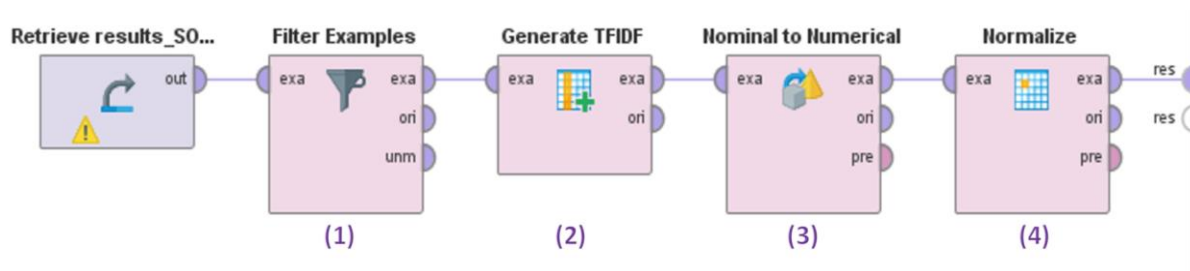 Retrieve results_SO...
Filter Examples
Generate TFIDF
Nominal to Numerical
Normalize
out
exa
exa
ori
unm
exa
exa
ori
exa
exa
ori
pre
exa
exa
ori
pre
res
res
(1)
(2)
(3)
(4)